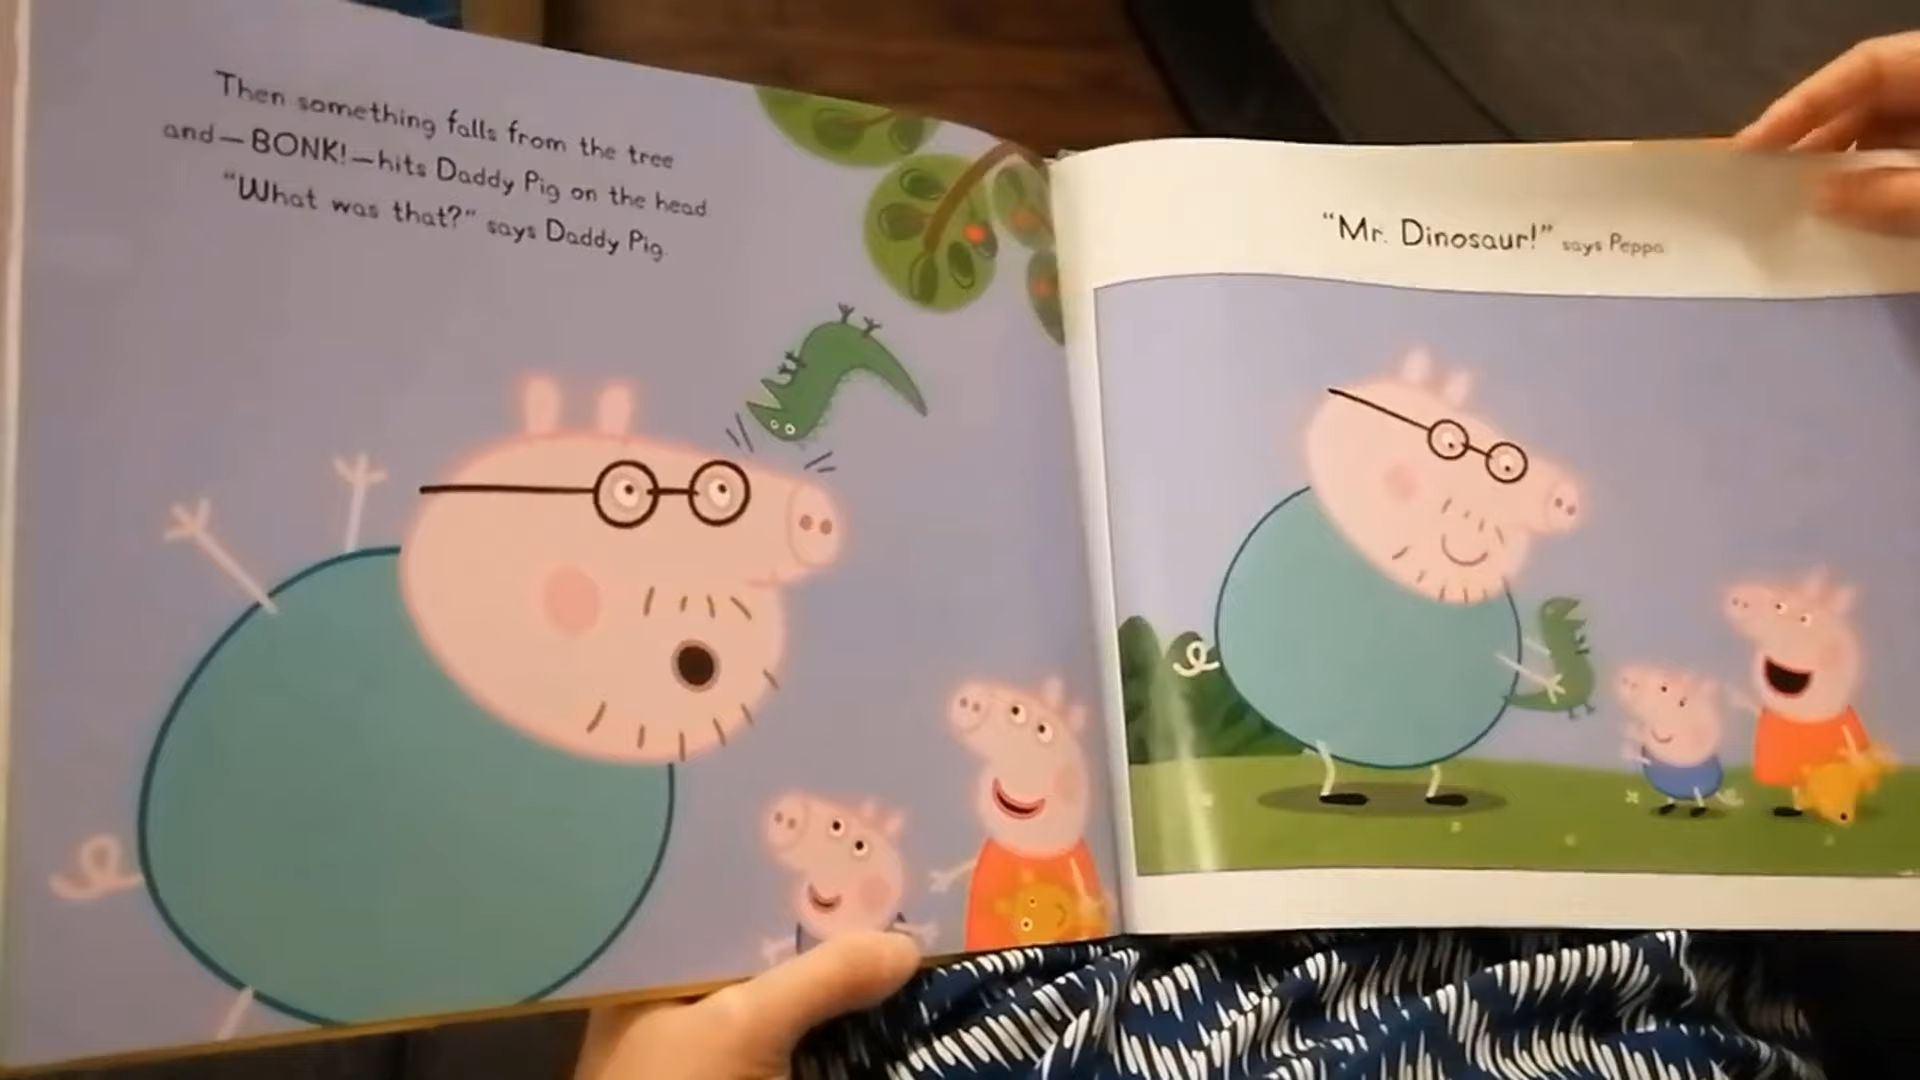 Then something falls from the tree
and—BONK!—hits Daddy Pig on the head.
"What was that?" says Daddy Pig.
"Mr. Dinosaur!" says Peppa.